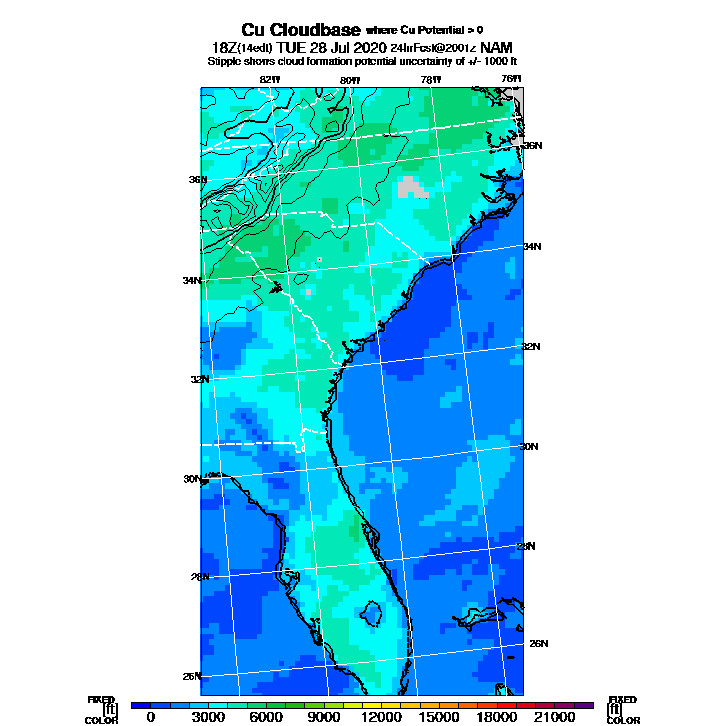 Cu Cloudbase where Cu Potential > 0
18Z(14edt) TUE 28 Jul 2020 24hrFcst@2001z NAM
Stipple shows cloud formation potential uncertainty of +/- 1000 ft
82W 80W 78W 76W
36N
36N
34N
34N
32N
32N
30N
30N
28N
28N
26N
26N
FIXED FIXED
[ft] 0 3000 6000 9000 12000 15000 18000 21000 [ft]
COLOR COLOR